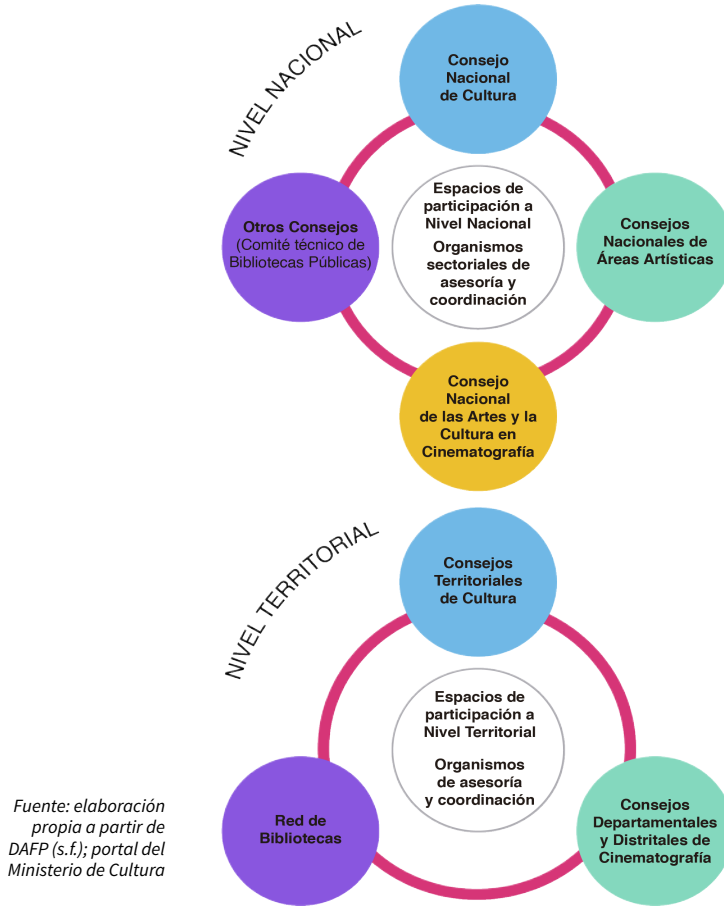 NIVEL NACIONAL
Consejo
Nacional
de Cultura
Otros Consejos
(Comité técnico de
Bibliotecas Públicas)
Espacios de
participación a
Nivel Nacional
Organismos
sectoriales de
asesoría y
coordinación
Consejos
Nacionales de
Áreas Artísticas
Consejo
Nacional
de las Artes y la
Cultura en
Cinematografía
NIVEL TERRITORIAL
Consejos
Territoriales
de Cultura
Espacios de
participación a
Nivel Territorial
Organismos
de asesoría
y coordinación
Red de
Bibliotecas
Consejos
Departamentales
y Distritales de
Cinematografía
Fuente: elaboración
propia a partir de
DAFP (s.f.); portal del
Ministerio de Cultura